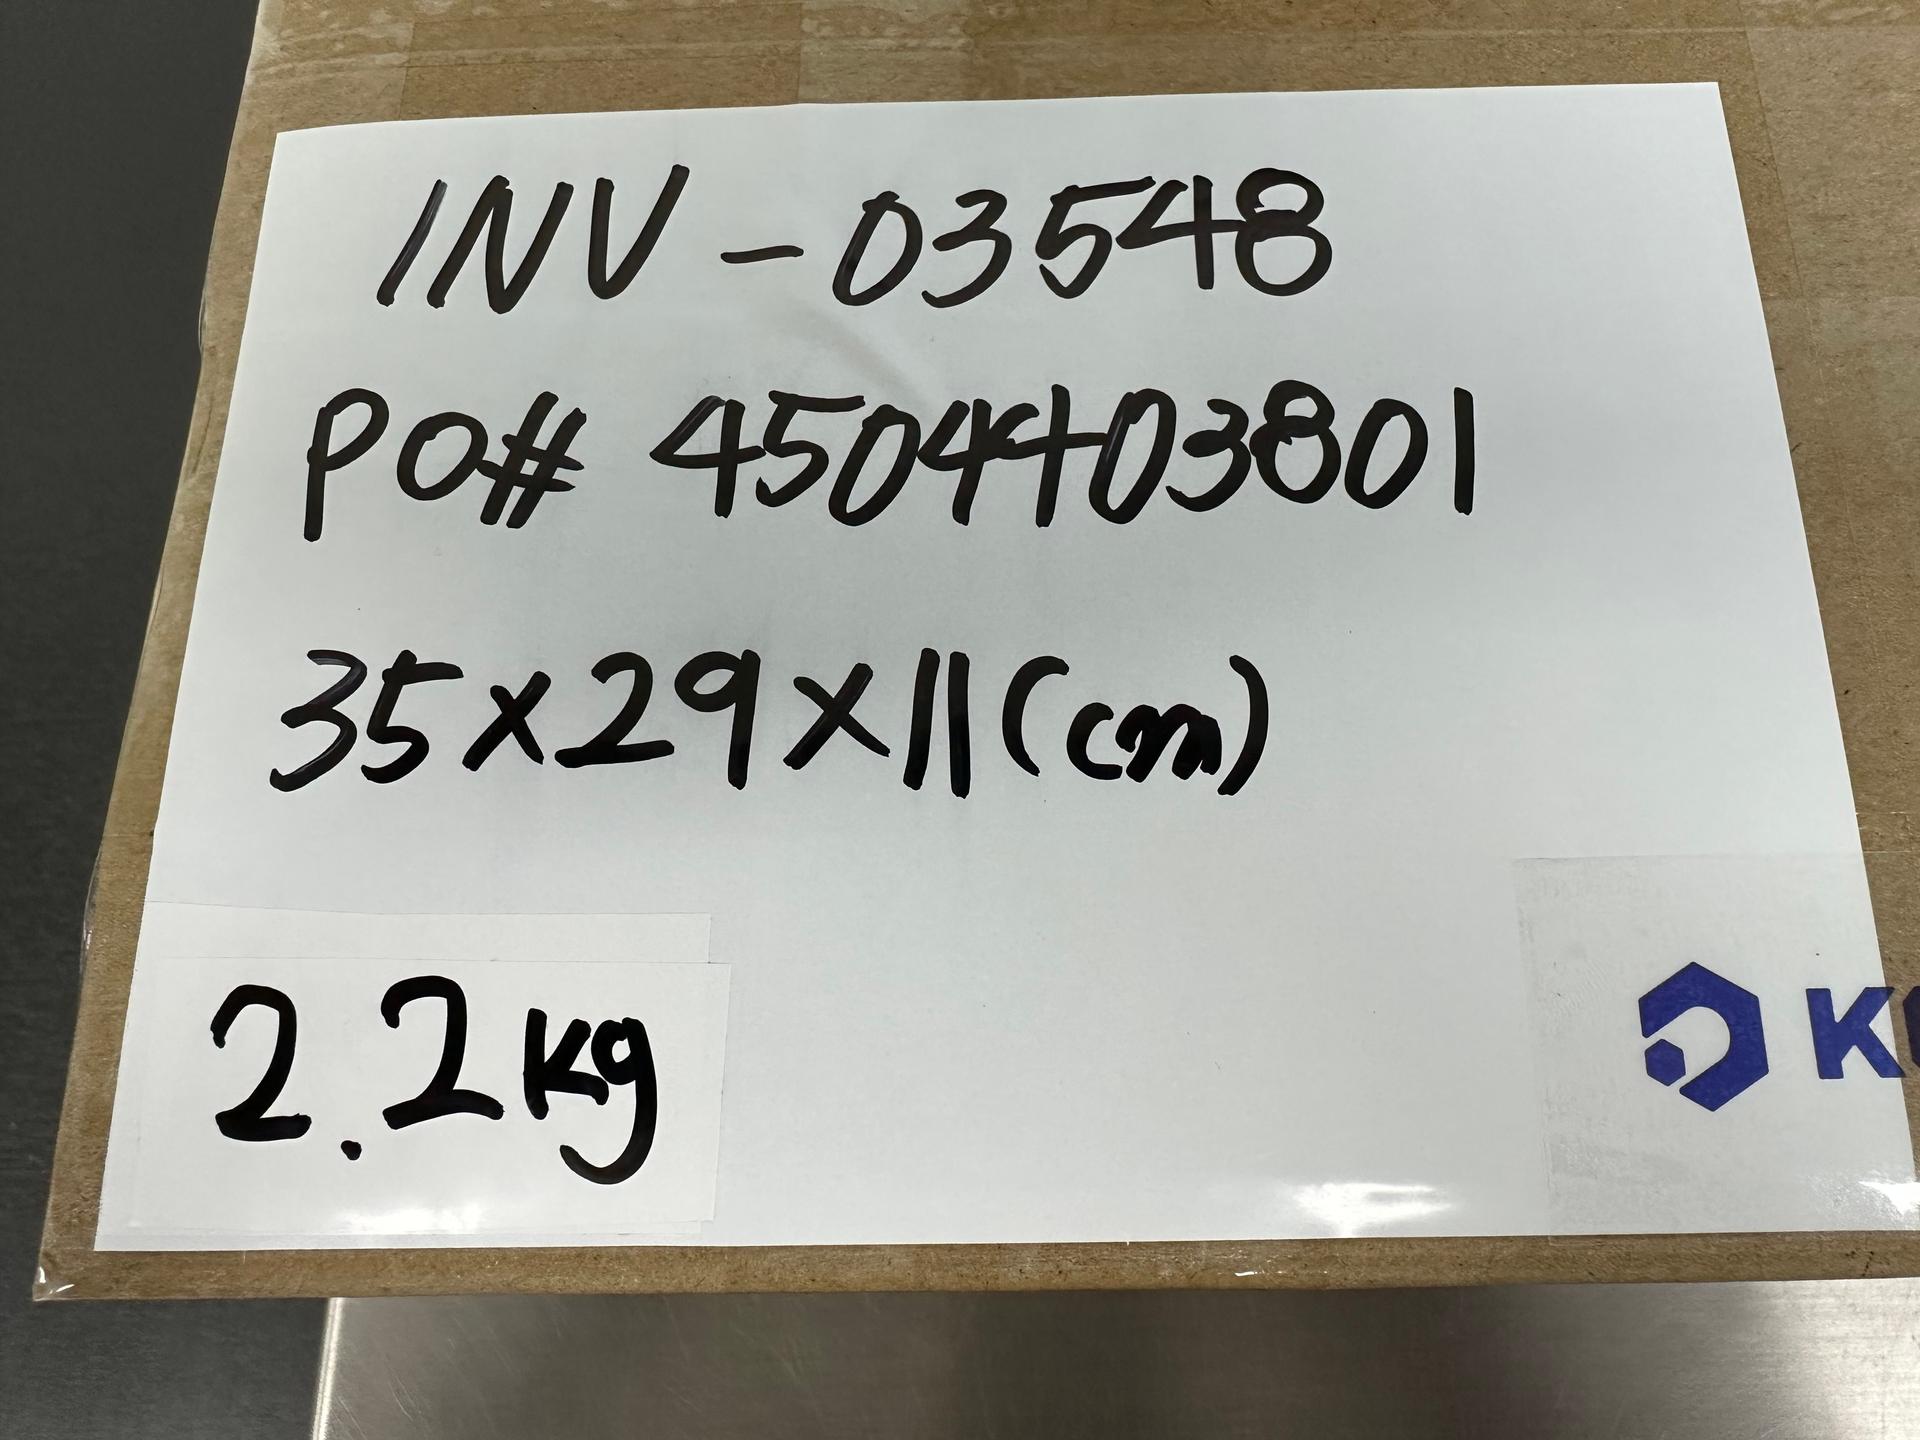 INV-03548
PO# 4504403801
35x29x11(cm)
2.2kg